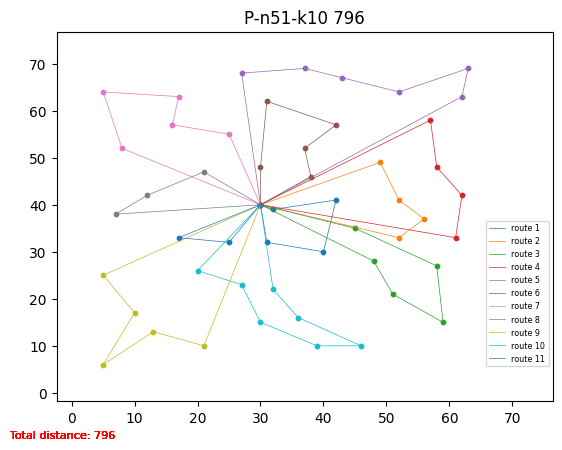 P-n51-k10 796
70
60
50
40
30
20
10
0
0 10 20 30 40 50 60 70
route 1
route 2
route 3
route 4
route 5
route 6
route 7
route 8
route 9
route 10
route 11
Total distance: 796